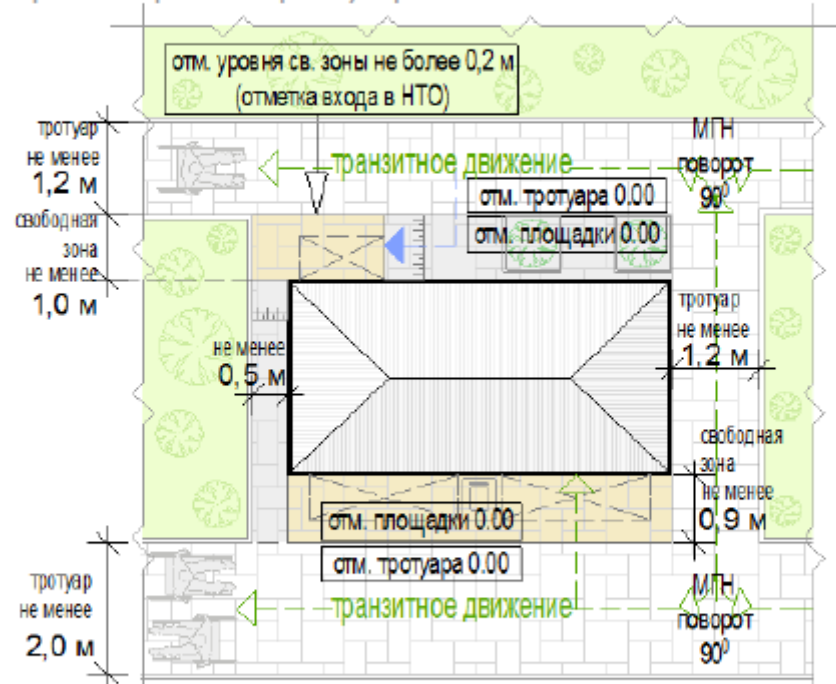 отм. уровня св. зоны не более 0,2 м
(отметка входа в НТО)
тротуар
не менее
1,2 м
МГН
поворот
90⁰
транзитное движение
отм. тротуара 0.00
отм. площадки 0.00
свободная
зона
не менее
1,0 м
тротуар
не менее
1,2 м
не менее
0,5 м
свободная
зона
не менее
0,9 м
отм. площадки 0.00
отм. тротуара 0.00
тротуар
не менее
2,0 м
транзитное движение
МГН
поворот
90⁰